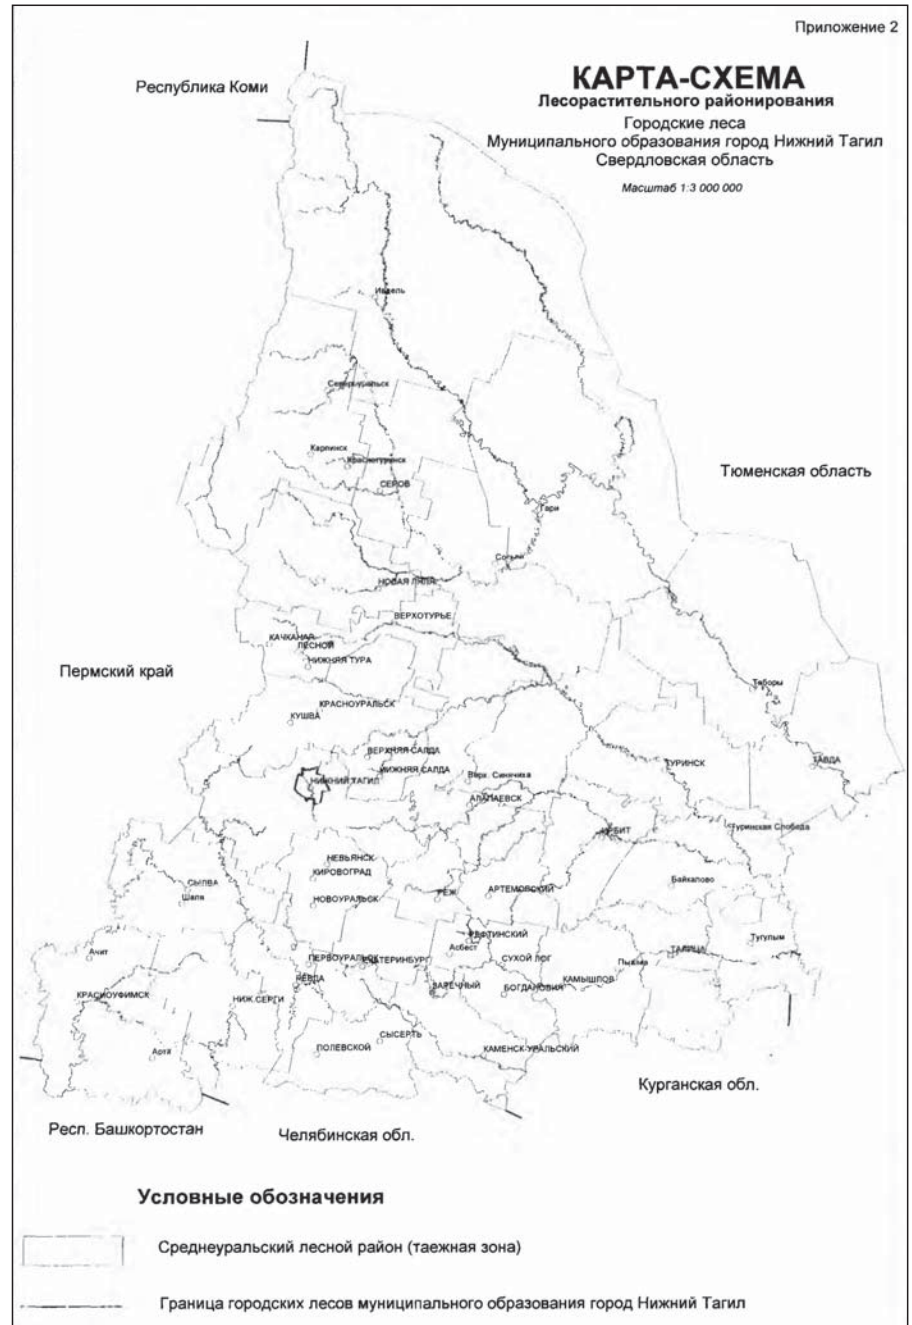 Приложение 2
КАРТА-СХЕМА
Лесорастительного районирования
Городские леса
Муниципального образования город Нижний Тагил
Свердловская область
Масштаб 1:3 000 000
Республика Коми
Ивдель
Североуральск
Карпинск
Краснотурьинск
СЕРОВ
Тюменская область
Гари
Сосьва
НОВАЯ ЛЯЛЯ
ВЕРХОТУРЬЕ
КАЧКАНАР
ЛЕСНОЙ
НИЖНЯЯ ТУРА
Пермский край
Таборы
КРАСНОУРАЛЬСК
КУШВА
ВЕРХНЯЯ САЛДА
НИЖНЯЯ САЛДА
НИЖНИЙ ТАГИЛ
Верх. Синячиха
ТУРИНСК
ТАВДА
АЛАПАЕВСК
ИРБИТ
Туринская Слобода
НЕВЬЯНСК
КИРОВОГРАД
СЫЛВА
Шаля
НОВОУРАЛЬСК
РЕЖ
АРТЕМОВСКИЙ
Байкалово
РЕФТИНСКИЙ
Асбест
СУХОЙ ЛОГ
Тугулым
ТАЛИЦА
Пышма
Ачит
ПЕРВОУРАЛЬСК
ЕКАТЕРИНБУРГ
РЕВДА
ЗАРЕЧНЫЙ
БОГДАНОВИЧ
КАМЫШЛОВ
КРАСНОУФИМСК
НИЖ.СЕРГИ
СЫСЕРТЬ
ПОЛЕВСКОЙ
КАМЕНСК-УРАЛЬСКИЙ
Арти
Курганская обл.
Респ. Башкортостан
Челябинская обл.
Условные обозначения
Среднеуральский лесной район (таежная зона)
Граница городских лесов муниципального образования город Нижний Тагил